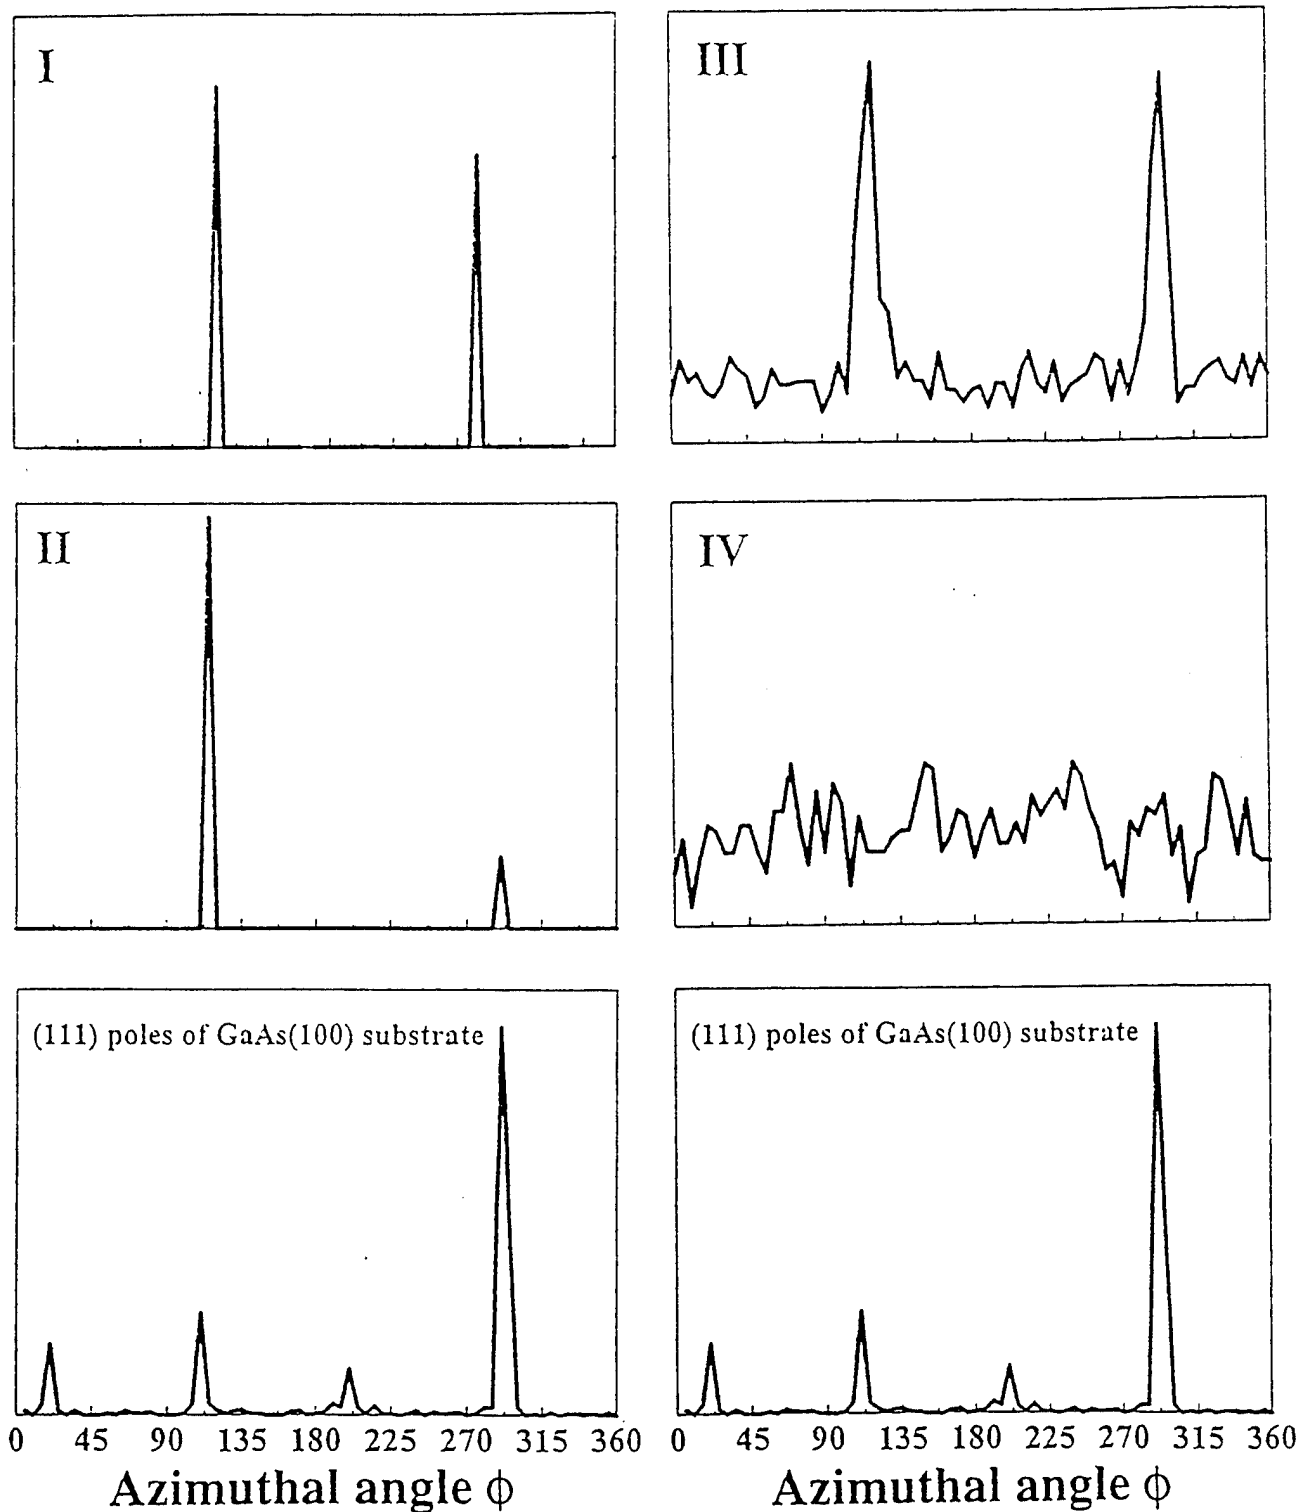 I
III
II
IV
(111) poles of GaAs(100) substrate
(111) poles of GaAs(100) substrate
0 45 90 135 180 225 270 315 360
0 45 90 135 180 225 270 315 360
Azimuthal angle ϕ
Azimuthal angle ϕ